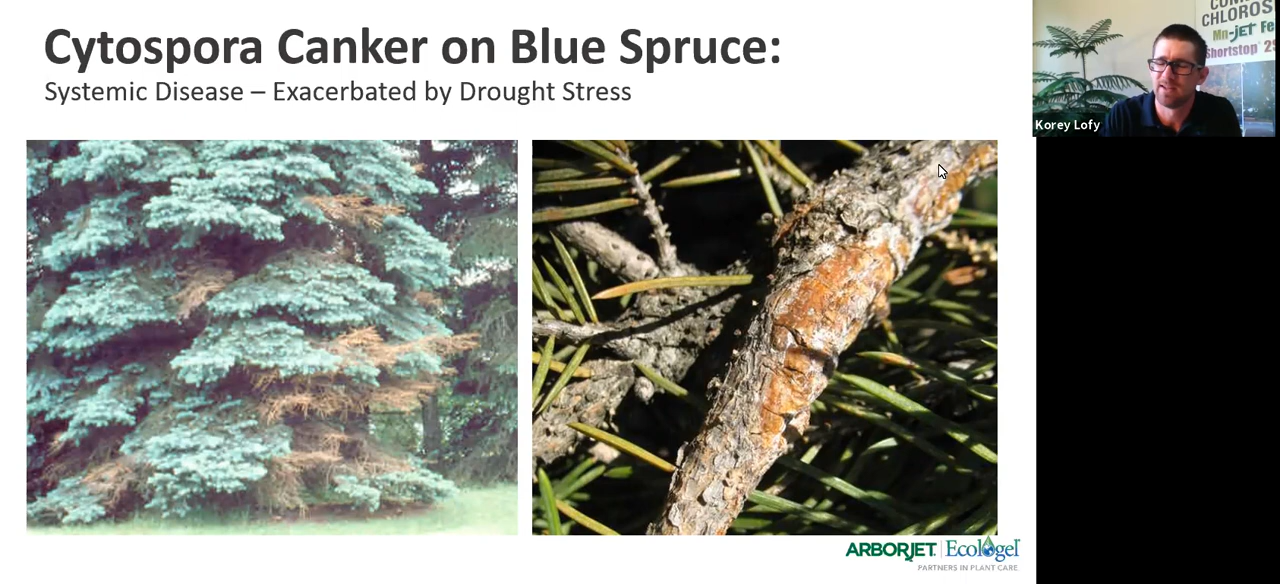 Cytospora Canker on Blue Spruce:
Systemic Disease – Exacerbated by Drought Stress
CHLOROS
Mn-jet Fe
Shortstop 2S
Korey Lofy
ARBORJET | Ecologel
PARTNERS IN PLANT CARE